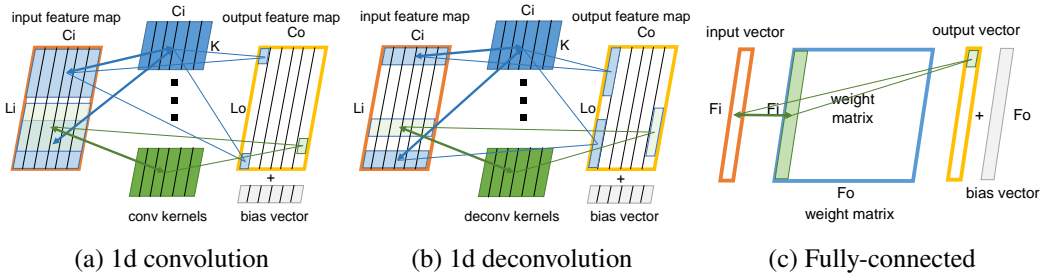 input feature map
Ci
Ci
K
output feature map
Co
Li
Lo
+
conv kernels
bias vector
(a) 1d convolution
input feature map
Ci
Ci
K
output feature map
Co
Li
Lo
+
deconv kernels
bias vector
(b) 1d deconvolution
input vector
output vector
Fi
Fi
weight
matrix
+
Fo
Fo
weight matrix
bias vector
(c) Fully-connected